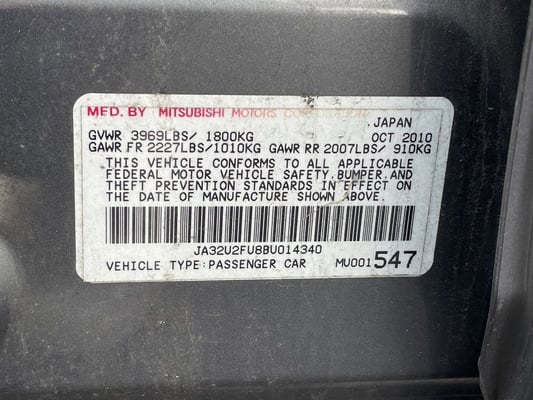 MFD. BY MITSUBISHI MOTORS CORPORATION
JAPAN
GVWR 3969LBS/ 1800KG OCT 2010
GAWR FR 2227LBS/1010KG GAWR RR 2007LBS/ 910KG
THIS VEHICLE CONFORMS TO ALL APPLICABLE
FEDERAL MOTOR VEHICLE SAFETY, BUMPER, AND
THEFT PREVENTION STANDARDS IN EFFECT ON
THE DATE OF MANUFACTURE SHOWN ABOVE.
JA32U2FU8BU014340
VEHICLE TYPE:PASSENGER CAR MU001547